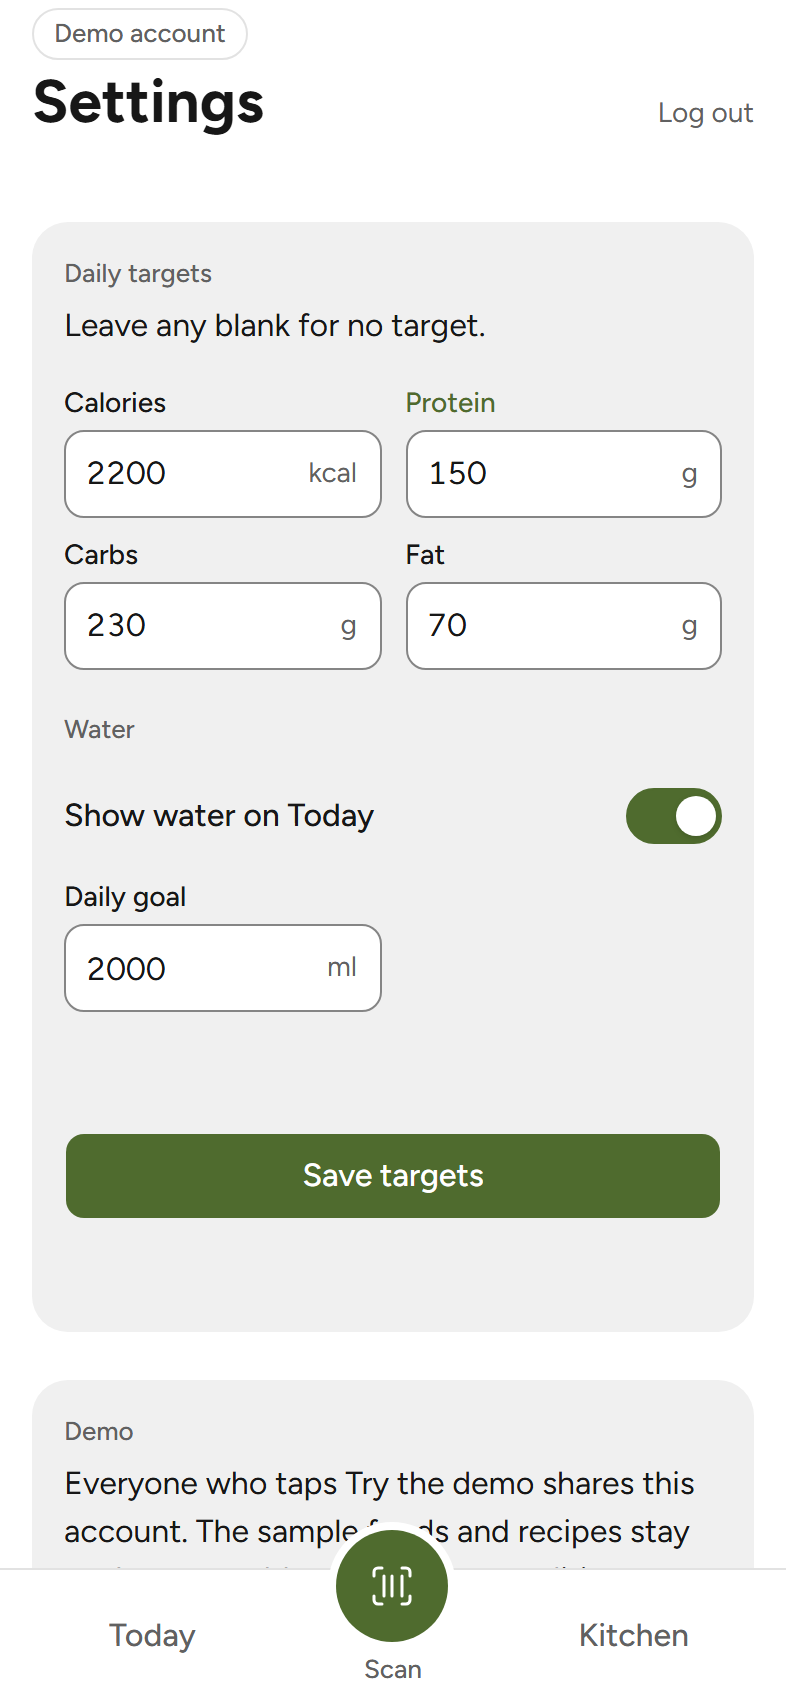 Demo account
Settings
Log out
Daily targets
Leave any blank for no target.
Calories
Protein
2200 kcal
150 g
Carbs
Fat
230 g
70 g
Water
Show water on Today
Daily goal
2000 ml
Save targets
Demo
Everyone who taps Try the demo shares this
account. The sample and recipes stay
Today
Scan
Kitchen